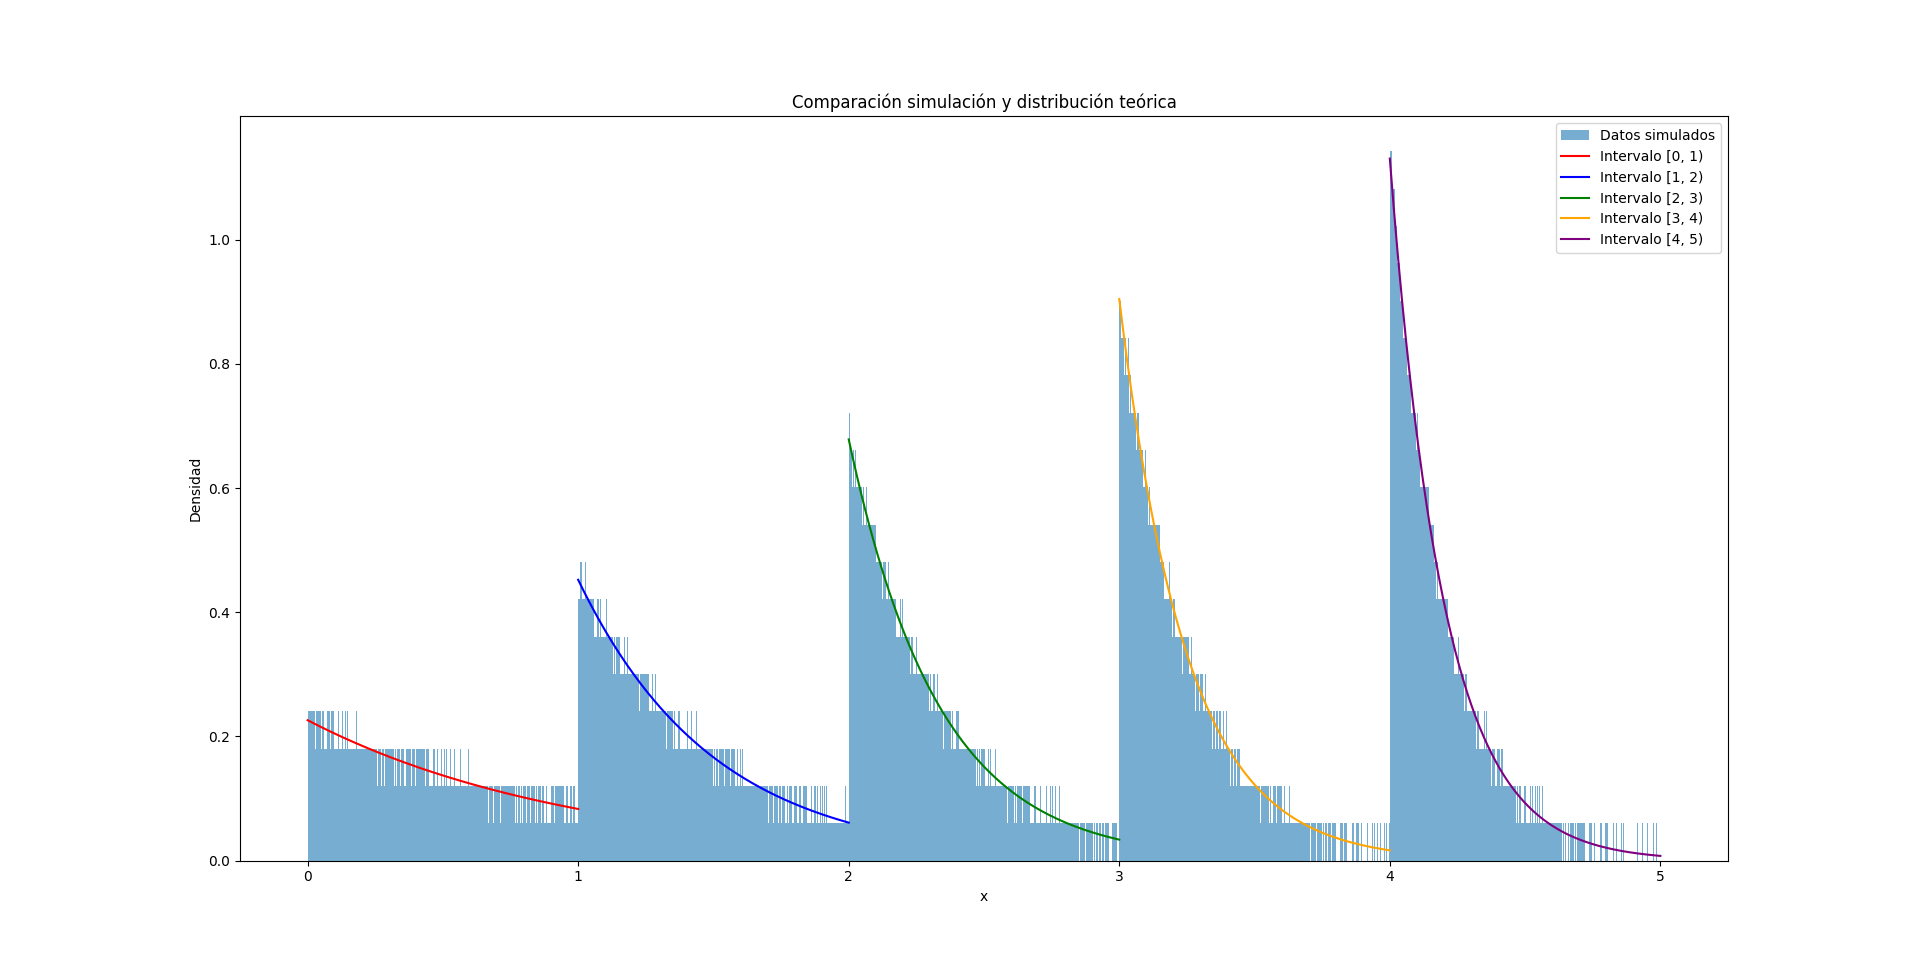 Comparación simulación y distribución teórica
Datos simulados
Intervalo [0, 1)
Intervalo [1, 2)
Intervalo [2, 3)
Intervalo [3, 4)
Intervalo [4, 5)
1.0
0.8
0.6
0.4
0.2
0.0
Densidad
0 1 2 3 4 5
x